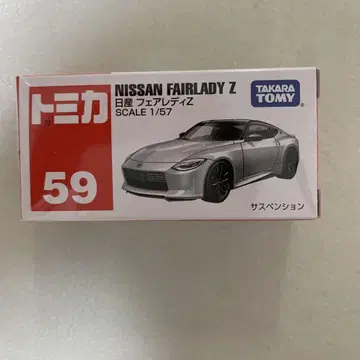 トミカ
59
NISSAN FAIRLADY Z
日産 フェアレディZ
SCALE 1/57
TAKARA
TOMY
サスペンション